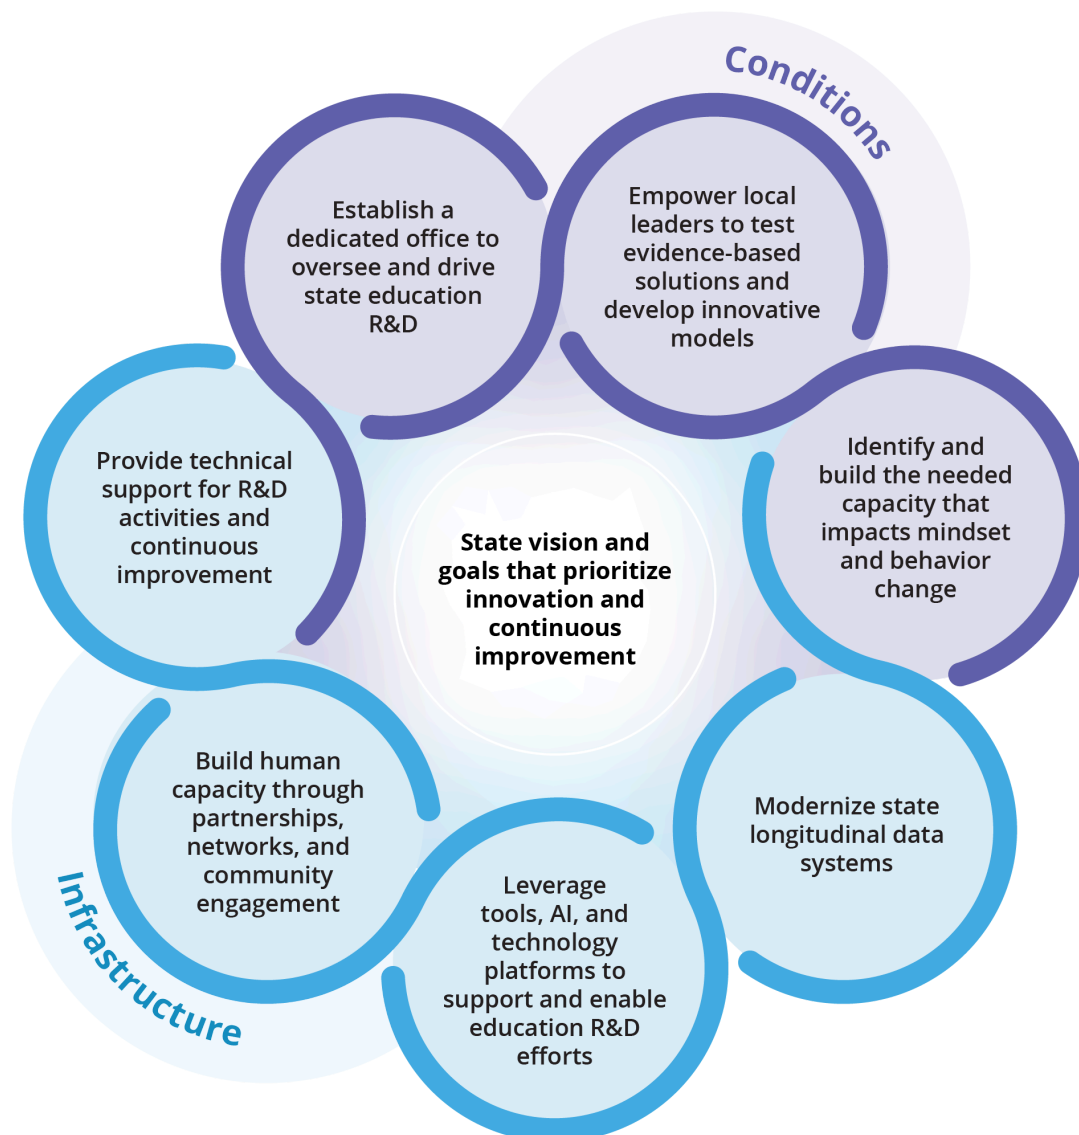 Conditions
Establish a
dedicated office to
oversee and drive
state education
R&D
Empower local
leaders to test
evidence-based
solutions and
develop innovative
models
Identify and
build the needed
capacity that
impacts mindset
and behavior
change
Provide technical
support for R&D
activities and
continuous
improvement
State vision and
goals that prioritize
innovation and
continuous
improvement
Modernize state
longitudinal data
systems
Build human
capacity through
partnerships,
networks, and
community
engagement
Leverage
tools, AI, and
technology
platforms to
support and enable
education R&D
efforts
Infrastructure